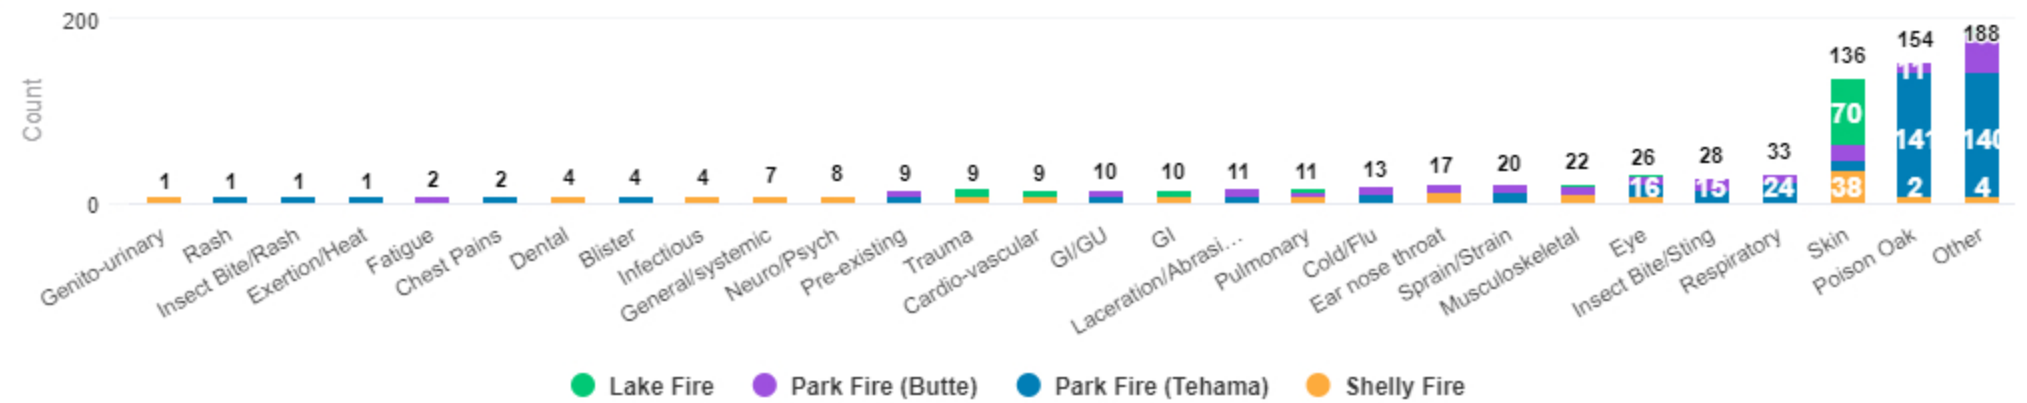 200
Count
0
1
1
1
1
2
2
4
4
4
7
8
9
9
9
10
10
11
11
13
17
20
22
26
28
33
136
154
188
16
15
24
70
38
11
141
2
140
4
Genito-urinary
Rash
Insect Bite/Rash
Exertion/Heat
Fatigue
Chest Pains
Dental
Blister
Infectious
General/systemic
Neuro/Psych
Pre-existing
Trauma
Cardio-vascular
GI/GU
GI
Laceration/Abrasi...
Pulmonary
Cold/Flu
Ear nose throat
Sprain/Strain
Musculoskeletal
Eye
Insect Bite/Sting
Respiratory
Skin
Poison Oak
Other
Lake Fire
Park Fire (Butte)
Park Fire (Tehama)
Shelly Fire